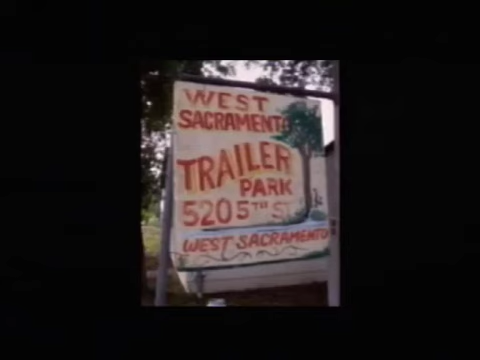 WEST
SACRAMENTO
TRAILER
PARK
520 5TH ST
WEST SACRAMENTO